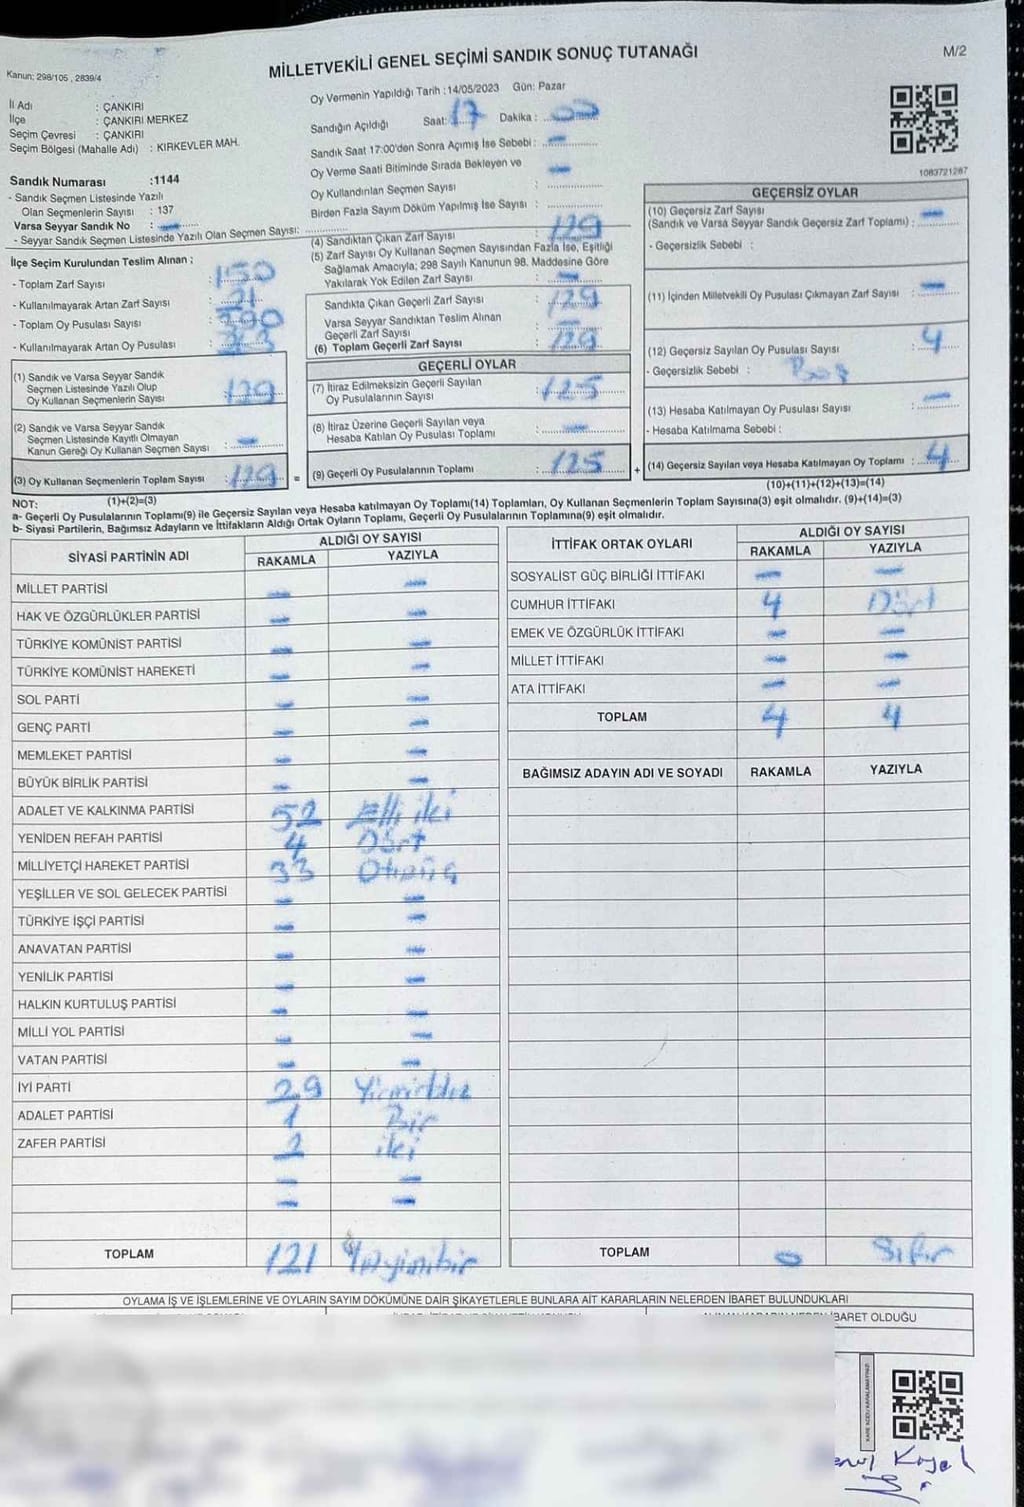 MİLLETVEKİLİ GENEL SEÇİMİ SANDIK SONUÇ TUTANAĞI
M/2
Kanun: 298/105 , 2839/4
İl Adı : ÇANKIRI
İlçe : ÇANKIRI MERKEZ
Seçim Çevresi : ÇANKIRI
Seçim Bölgesi (Mahalle Adı) : KIRKEVLER MAH.
Sandık Numarası :1144
- Sandık Seçmen Listesinde Yazılı
Olan Seçmenlerin Sayısı : 137
Varsa Seyyar Sandık No : -
- Seyyar Sandık Seçmen Listesinde Yazılı Olan Seçmen Sayısı:
Oy Vermenin Yapıldığı Tarih :14/05/2023 Gün: Pazar
Sandığın Açıldığı Saat: 17 Dakika : 00
Sandık Saat 17:00'den Sonra Açımış İse Sebebi : -
Oy Verme Saati Bitiminde Sırada Bekleyen ve
Oy Kullandırılan Seçmen Sayısı : -
Birden Fazla Sayım Döküm Yapılmış İse Sayısı :
1083721287
İlçe Seçim Kurulundan Teslim Alınan :
- Toplam Zarf Sayısı : 150
- Kullanılmayarak Artan Zarf Sayısı : 21
- Toplam Oy Pusulası Sayısı :
- Kullanılmayarak Artan Oy Pusulası :
(1) Sandık ve Varsa Seyyar Sandık
Seçmen Listesinde Yazılı Olup
Oy Kullanan Seçmenlerin Sayısı : 129
(2) Sandık ve Varsa Seyyar Sandık
Seçmen Listesinde Kayıtlı Olmayan
Kanun Gereği Oy Kullanan Seçmen Sayısı : -
(3) Oy Kullanan Seçmenlerin Toplam Sayısı : 129
(1)+(2)=(3)
(4) Sandıktan Çıkan Zarf Sayısı : 129
(5) Zarf Sayısı Oy Kullanan Seçmen Sayısından Fazla İse, Eşitliği
Sağlamak Amacıyla; 298 Sayılı Kanunun 98. Maddesine Göre
Yakılarak Yok Edilen Zarf Sayısı : -
Sandıkta Çıkan Geçerli Zarf Sayısı : 129
Varsa Seyyar Sandıktan Teslim Alınan
Geçerli Zarf Sayısı : -
(6) Toplam Geçerli Zarf Sayısı : 129
GEÇERLİ OYLAR
(7) İtiraz Edilmeksizin Geçerli Sayılan
Oy Pusulalarının Sayısı : 125
(8) İtiraz Üzerine Geçerli Sayılan veya
Hesaba Katılan Oy Pusulası Toplamı : -
(9) Geçerli Oy Pusulalarının Toplamı : 125
GEÇERSİZ OYLAR
(10) Geçersiz Zarf Sayısı
(Sandık ve Varsa Seyyar Sandık Geçersiz Zarf Toplamı) : -
- Geçersizlik Sebebi :
(11) İçinden Milletvekili Oy Pusulası Çıkmayan Zarf Sayısı : -
(12) Geçersiz Sayılan Oy Pusulası Sayısı : 4
- Geçersizlik Sebebi : Boş
(13) Hesaba Katılmayan Oy Pusulası Sayısı : -
- Hesaba Katılmama Sebebi :
(14) Geçersiz Sayılan veya Hesaba Katılmayan Oy Toplamı : 4
(10)+(11)+(12)+(13)=(14)
NOT:
a- Geçerli Oy Pusulalarının Toplamı(9) ile Geçersiz Sayılan veya Hesaba katılmayan Oy Toplamı(14) Toplamları, Oy Kullanan Seçmenlerin Toplam Sayısına(3) eşit olmalıdır. (9)+(14)=(3)
b- Siyasi Partilerin, Bağımsız Adayların ve İttifakların Aldığı Ortak Oyların Toplamı, Geçerli Oy Pusulalarının Toplamına(9) eşit olmalıdır.
SİYASİ PARTİNİN ADI ALDIĞI OY SAYISI
RAKAMLA YAZIYLA
MİLLET PARTİSİ - -
HAK VE ÖZGÜRLÜKLER PARTİSİ - -
TÜRKİYE KOMÜNİST PARTİSİ - -
TÜRKİYE KOMÜNİST HAREKETİ - -
SOL PARTİ - -
GENÇ PARTİ - -
MEMLEKET PARTİSİ - -
BÜYÜK BİRLİK PARTİSİ - -
ADALET VE KALKINMA PARTİSİ 52 Elli iki
YENİDEN REFAH PARTİSİ 4 Dört
MİLLİYETÇİ HAREKET PARTİSİ 33 Otuzüç
YEŞİLLER VE SOL GELECEK PARTİSİ - -
TÜRKİYE İŞÇİ PARTİSİ - -
ANAVATAN PARTİSİ - -
YENİLİK PARTİSİ - -
HALKIN KURTULUŞ PARTİSİ - -
MİLLİ YOL PARTİSİ - -
VATAN PARTİSİ - -
İYİ PARTİ 29 Yirmidokuz
ADALET PARTİSİ 1 Bir
ZAFER PARTİSİ 2 iki
- -
- -
TOPLAM 121 Yüzyirmibir
İTTİFAK ORTAK OYLARI ALDIĞI OY SAYISI
RAKAMLA YAZIYLA
SOSYALİST GÜÇ BİRLİĞİ İTTİFAKI - -
CUMHUR İTTİFAKI 4 Dört
EMEK VE ÖZGÜRLÜK İTTİFAKI - -
MİLLET İTTİFAKI - -
ATA İTTİFAKI - -
TOPLAM 4 4
BAĞIMSIZ ADAYIN ADI VE SOYADI RAKAMLA YAZIYLA
TOPLAM 0 Sıfır
OYLAMA İŞ VE İŞLEMLERİNE VE OYLARIN SAYIM DÖKÜMÜNE DAİR ŞİKAYETLERLE BUNLARA AİT KARARLARIN NELERDEN İBARET BULUNDUKLARI
İBARET OLDUĞU